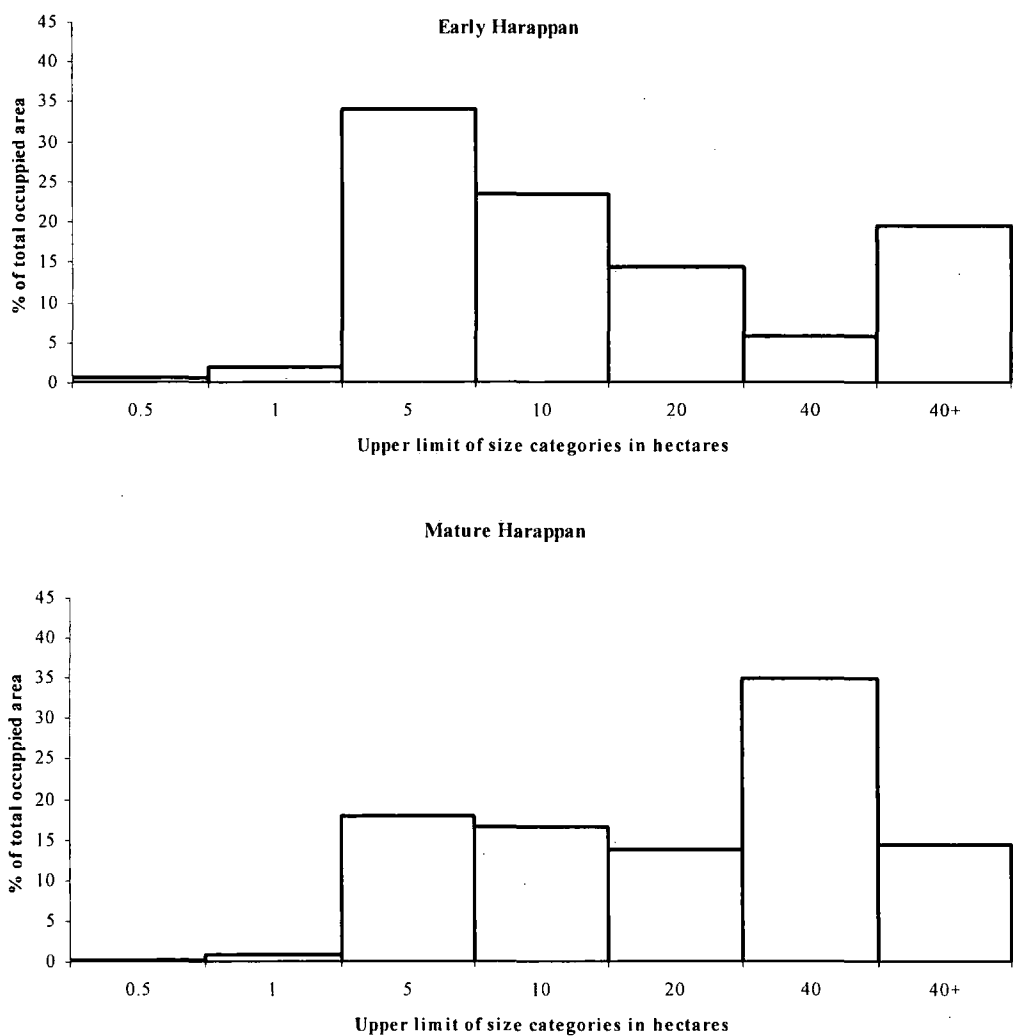 Early Harappan
45
40
35
30
25
20
15
10
5
0
% of total occuppied area
0.5 1 5 10 20 40 40+
Upper limit of size categories in hectares
Mature Harappan
45
40
35
30
25
20
15
10
5
0
% of total occuppied area
0.5 1 5 10 20 40 40+
Upper limit of size categories in hectares